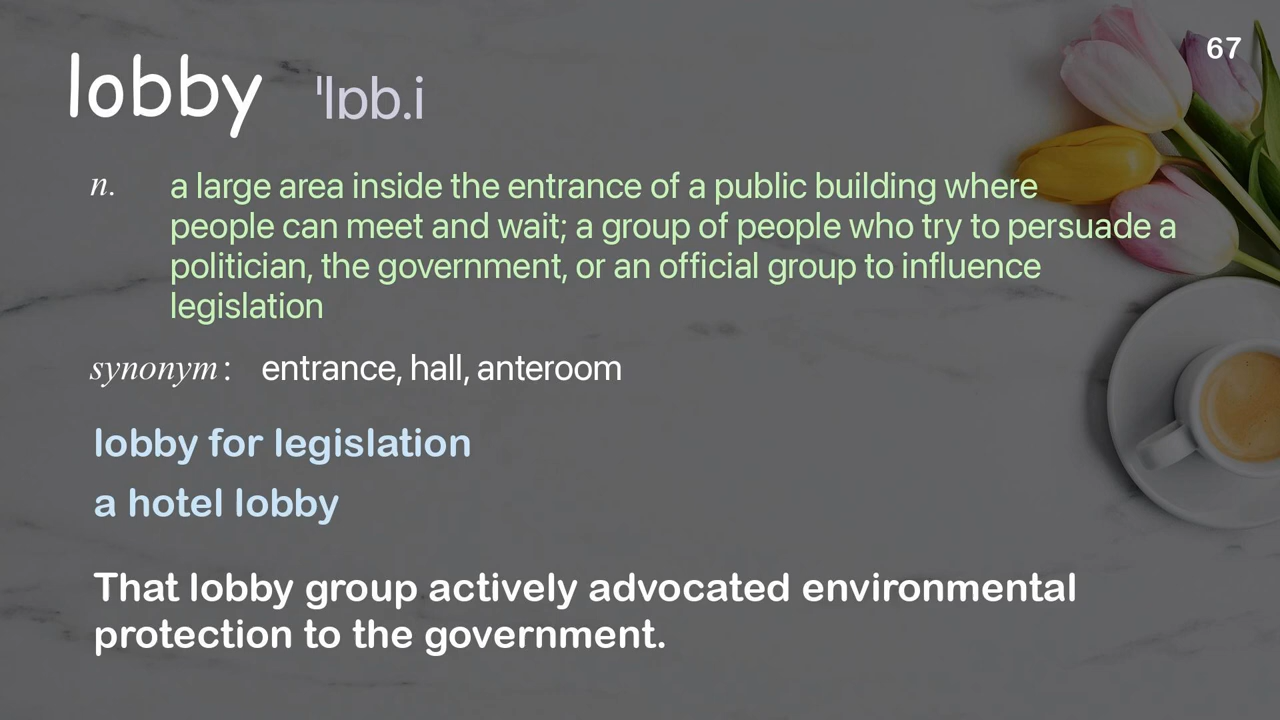 67
lobby ˈlɒb.i
n. a large area inside the entrance of a public building where
people can meet and wait; a group of people who try to persuade a
politician, the government, or an official group to influence
legislation
synonym: entrance, hall, anteroom
lobby for legislation
a hotel lobby
That lobby group actively advocated environmental
protection to the government.